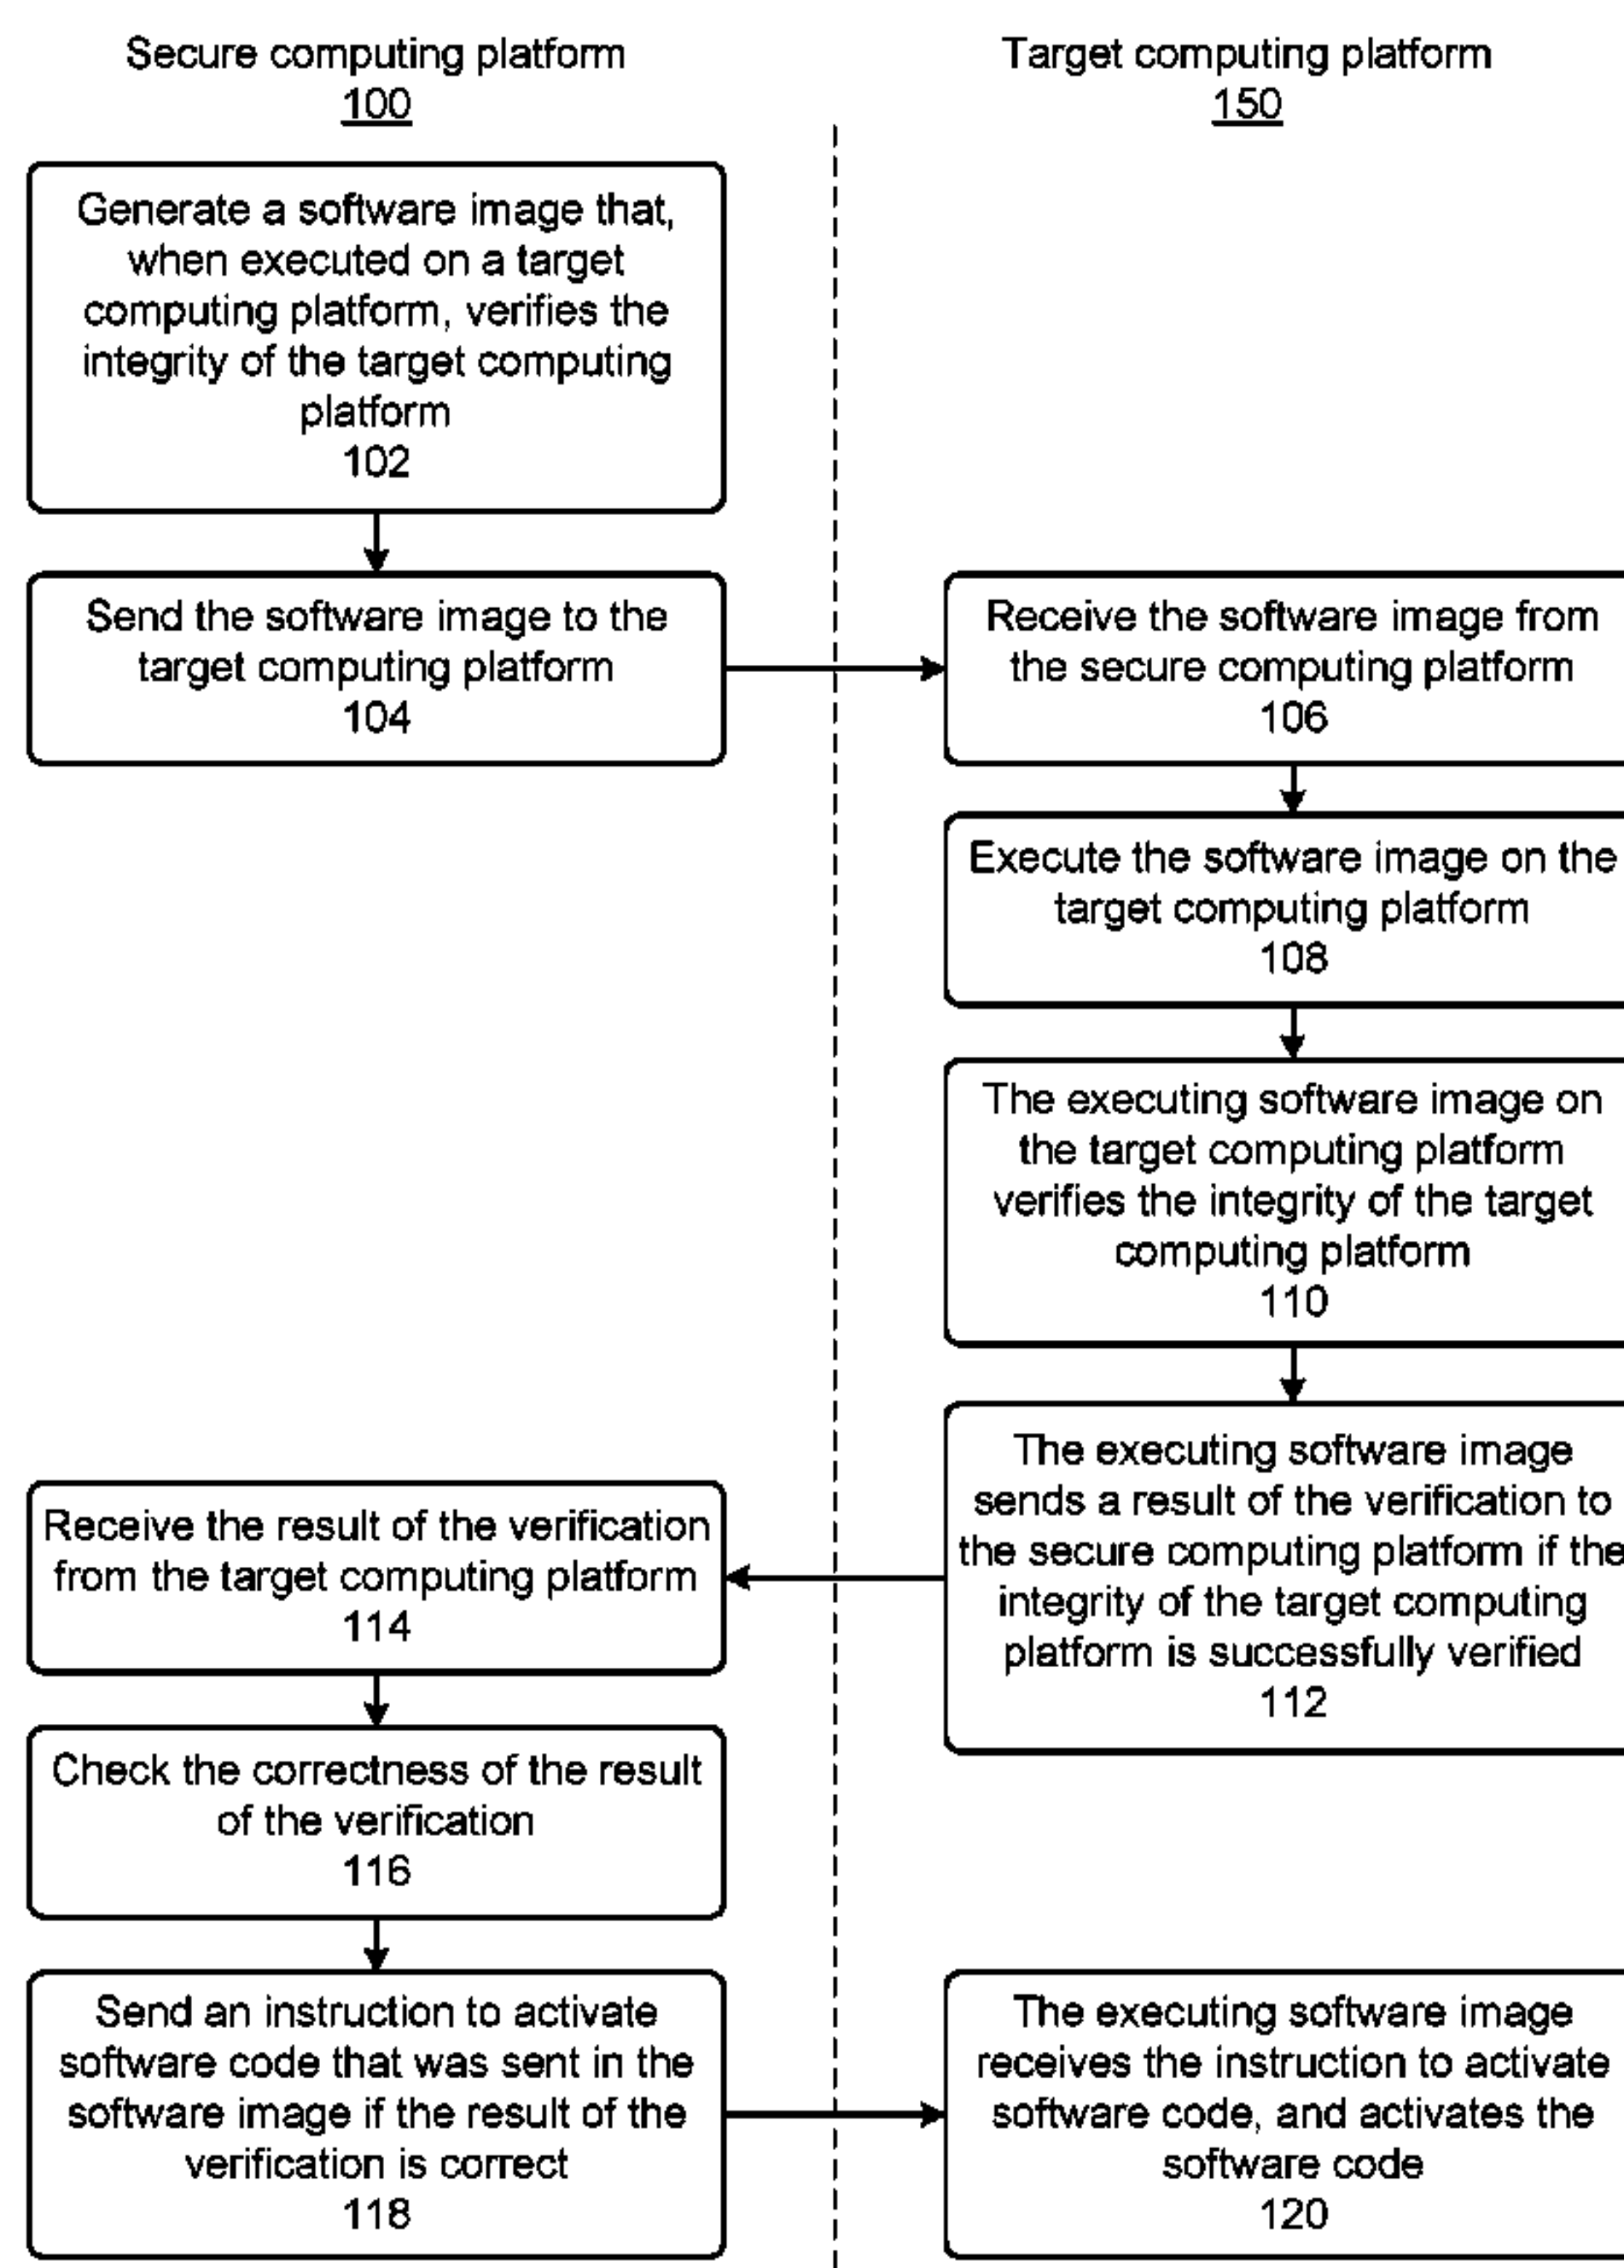 Secure computing platform
100
Target computing platform
150
Generate a software image that,
when executed on a target
computing platform, verifies the
integrity of the target computing
platform
102
Send the software image to the
target computing platform
104
Receive the software image from
the secure computing platform
106
Execute the software image on the
target computing platform
108
The executing software image on
the target computing platform
verifies the integrity of the target
computing platform
110
The executing software image
sends a result of the verification to
the secure computing platform if the
integrity of the target computing
platform is successfully verified
112
Receive the result of the verification
from the target computing platform
114
Check the correctness of the result
of the verification
116
Send an instruction to activate
software code that was sent in the
software image if the result of the
verification is correct
118
The executing software image
receives the instruction to activate
software code, and activates the
software code
120